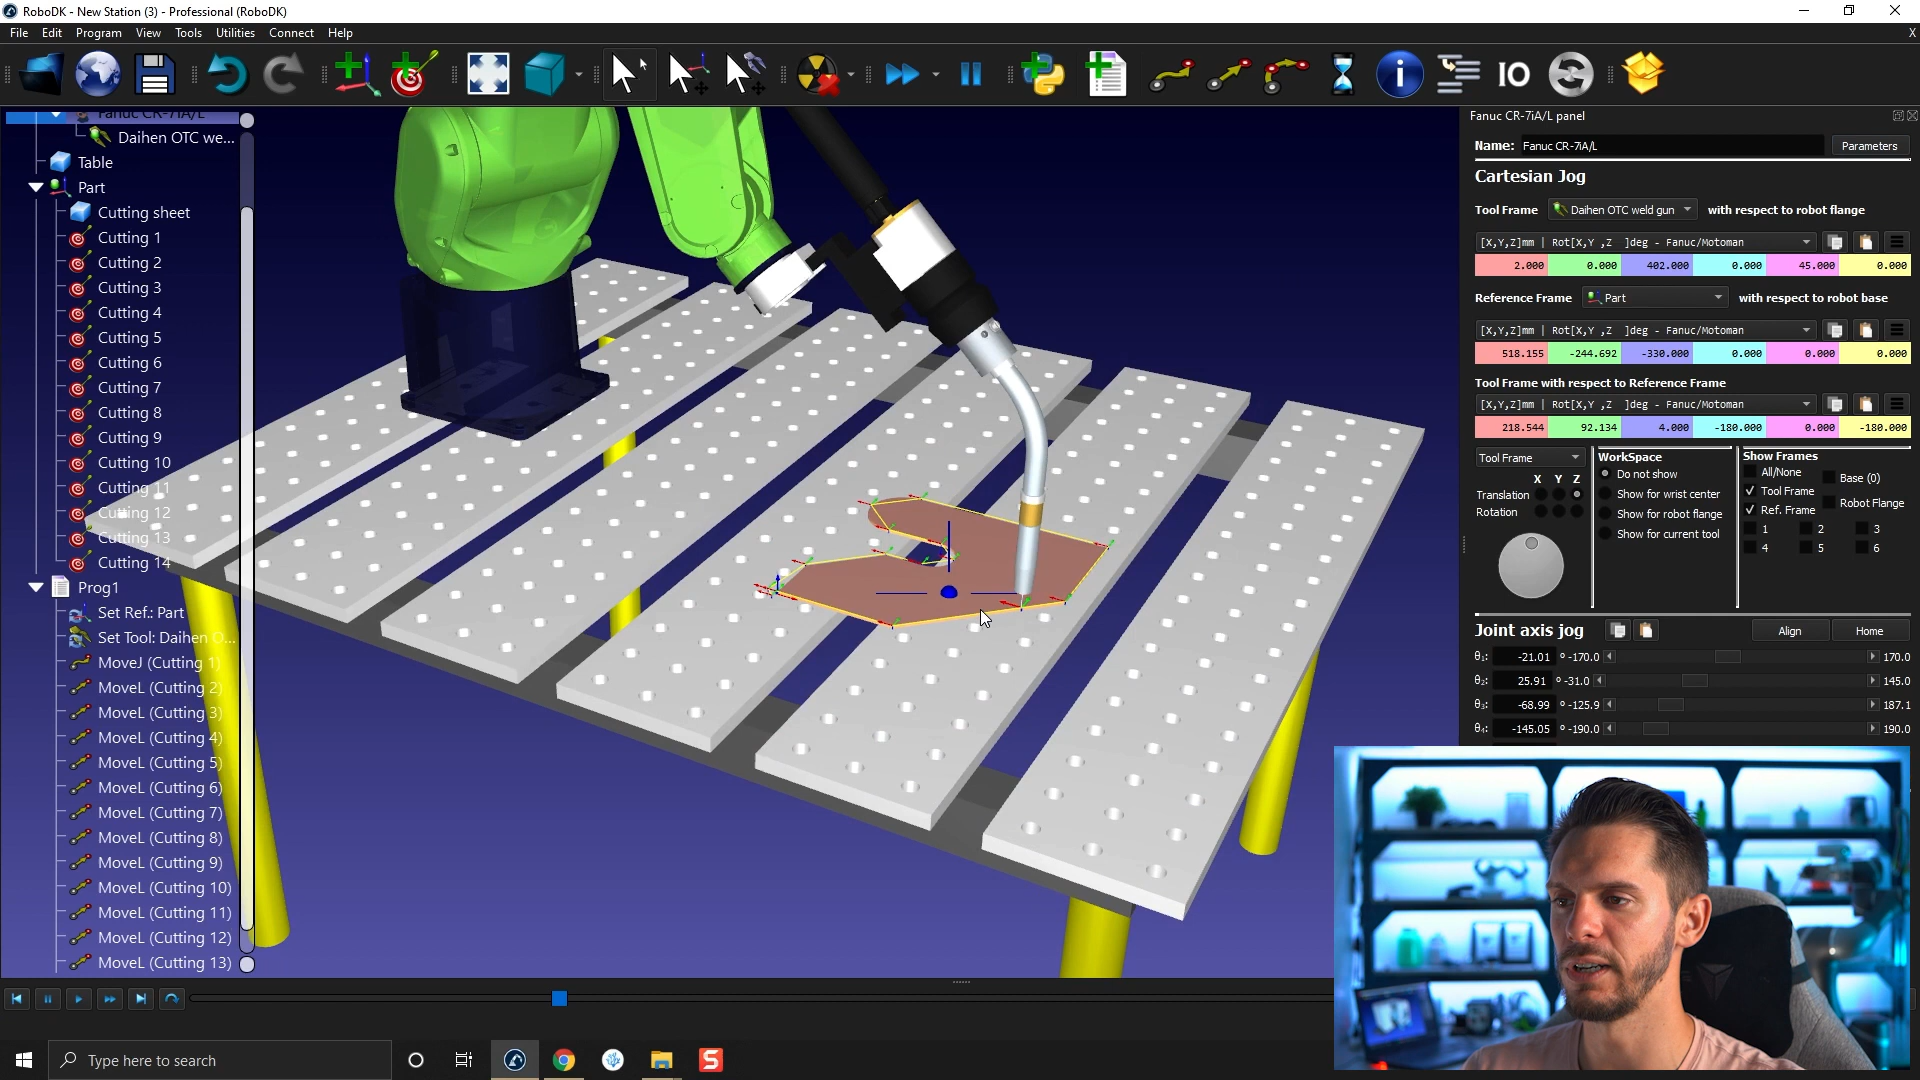 RoboDK - New Station (3) - Professional (RoboDK)
File Edit Program View Tools Utilities Connect Help X
IO
Fanuc CR-7iA/L
Daihen OTC we...
Table
Part
Cutting sheet
Cutting 1
Cutting 2
Cutting 3
Cutting 4
Cutting 5
Cutting 6
Cutting 7
Cutting 8
Cutting 9
Cutting 10
Cutting 11
Cutting 12
Cutting 13
Cutting 14
Prog1
Set Ref.: Part
Set Tool: Daihen O...
MoveJ (Cutting 1)
MoveL (Cutting 2)
MoveL (Cutting 3)
MoveL (Cutting 4)
MoveL (Cutting 5)
MoveL (Cutting 6)
MoveL (Cutting 7)
MoveL (Cutting 8)
MoveL (Cutting 9)
MoveL (Cutting 10)
MoveL (Cutting 11)
MoveL (Cutting 12)
MoveL (Cutting 13)
Fanuc CR-7iA/L panel
Name: Fanuc CR-7iA/L Parameters
Cartesian Jog
Tool Frame Daihen OTC weld gun with respect to robot flange
[X,Y,Z]mm | Rot[X,Y ,Z ]deg - Fanuc/Motoman
2.000 0.000 402.000 0.000 45.000 0.000
Reference Frame Part with respect to robot base
[X,Y,Z]mm | Rot[X,Y ,Z ]deg - Fanuc/Motoman
518.155 -244.692 -330.000 0.000 0.000 0.000
Tool Frame with respect to Reference Frame
[X,Y,Z]mm | Rot[X,Y ,Z ]deg - Fanuc/Motoman
218.544 92.134 4.000 -180.000 0.000 -180.000
Tool Frame
X Y Z
Translation
Rotation
WorkSpace
Do not show
Show for wrist center
Show for robot flange
Show for current tool
Show Frames
All/None Base (0)
Tool Frame
Robot Flange
Ref. Frame
1 2 3
4 5 6
Joint axis jog Align Home
θ₁: -21.01 º -170.0 170.0
θ₂: 25.91 º -31.0 145.0
θ₃: -68.99 º -125.9 187.1
θ₄: -145.05 º -190.0 190.0
Type here to search
S